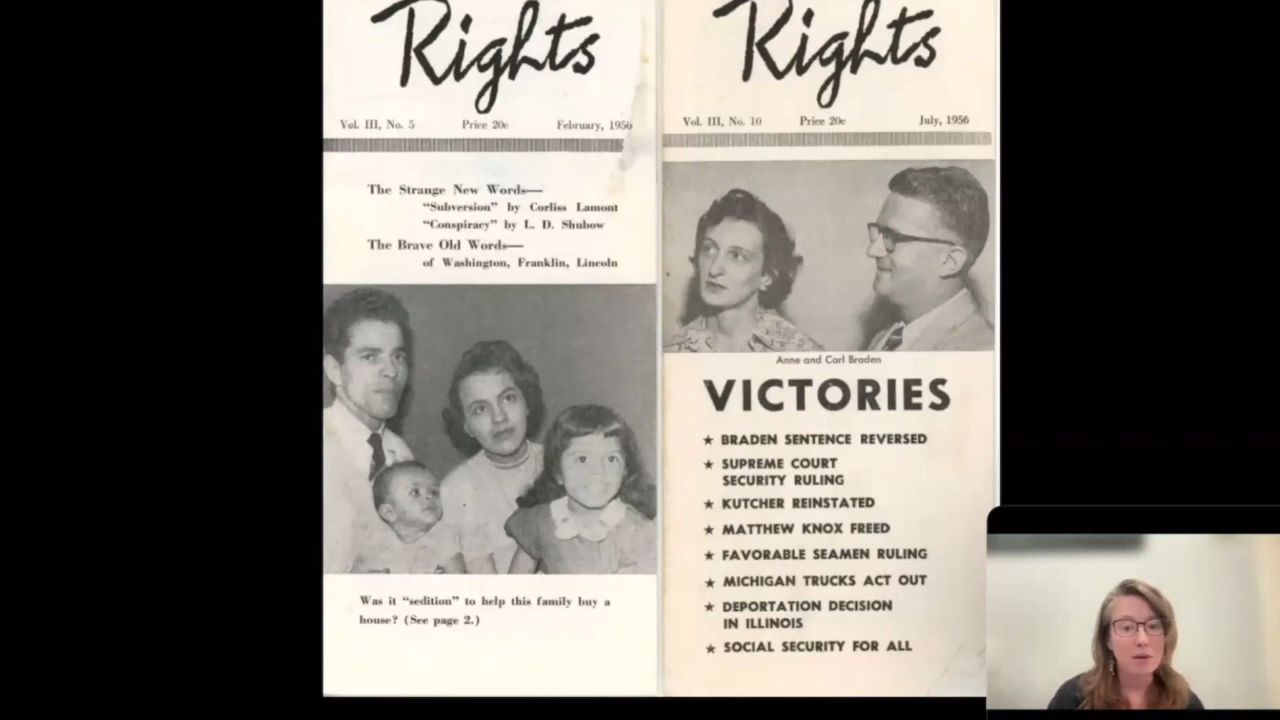 Rights
Vol. III, No. 5 Price 20c February, 1956
The Strange New Words—
"Subversion" by Corliss Lamont
"Conspiracy" by L. D. Shubow
The Brave Old Words—
of Washington, Franklin, Lincoln
Was it "sedition" to help this family buy a
house? (See page 2.)
Rights
Vol. III, No. 10 Price 20c July, 1956
Anne and Carl Braden
VICTORIES
★ BRADEN SENTENCE REVERSED
★ SUPREME COURT
SECURITY RULING
★ KUTCHER REINSTATED
★ MATTHEW KNOX FREED
★ FAVORABLE SEAMEN RULING
★ MICHIGAN TRUCKS ACT OUT
★ DEPORTATION DECISION
IN ILLINOIS
★ SOCIAL SECURITY FOR ALL